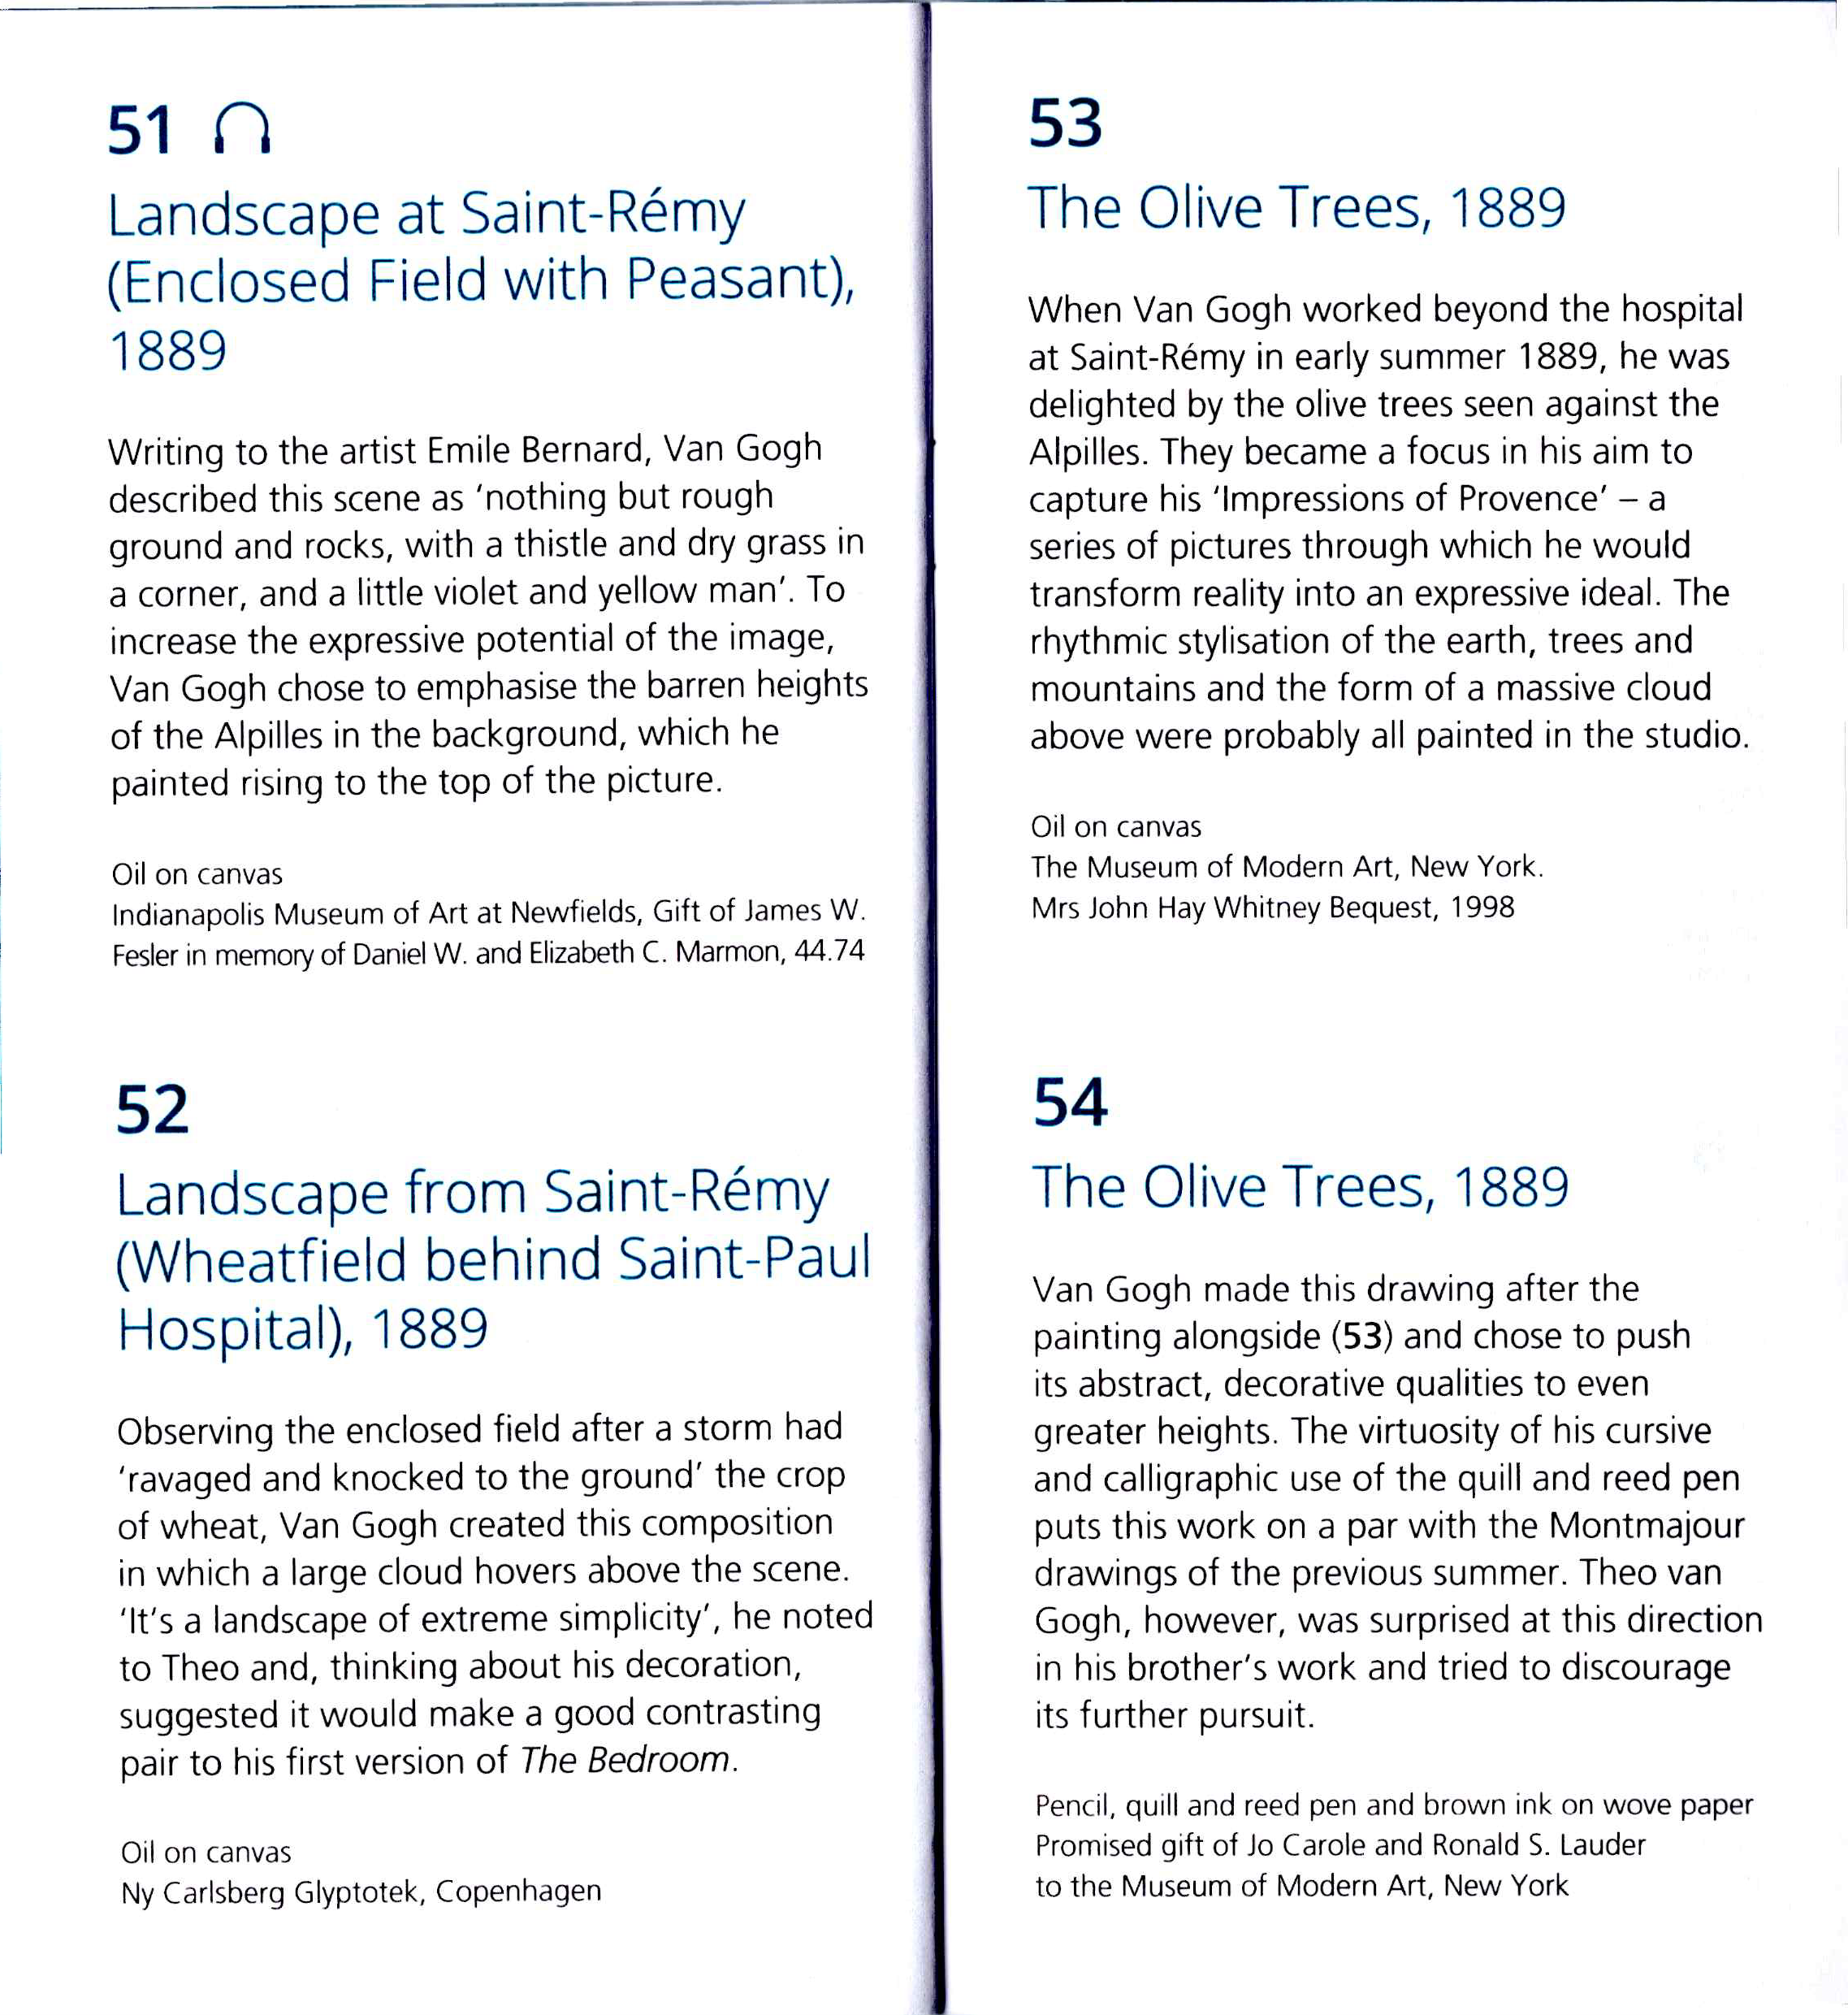 51
Landscape at Saint-Rémy
(Enclosed Field with Peasant),
1889
Writing to the artist Emile Bernard, Van Gogh
described this scene as ‘nothing but rough
ground and rocks, with a thistle and dry grass in
a corner, and a little violet and yellow man’. To
increase the expressive potential of the image,
Van Gogh chose to emphasise the barren heights
of the Alpilles in the background, which he
painted rising to the top of the picture.
Oil on canvas
Indianapolis Museum of Art at Newfields, Gift of James W.
Fesler in memory of Daniel W. and Elizabeth C. Marmon, 44.74
52
Landscape from Saint-Rémy
(Wheatfield behind Saint-Paul
Hospital), 1889
Observing the enclosed field after a storm had
‘ravaged and knocked to the ground’ the crop
of wheat, Van Gogh created this composition
in which a large cloud hovers above the scene.
‘It’s a landscape of extreme simplicity’, he noted
to Theo and, thinking about his decoration,
suggested it would make a good contrasting
pair to his first version of The Bedroom.
Oil on canvas
Ny Carlsberg Glyptotek, Copenhagen
53
The Olive Trees, 1889
When Van Gogh worked beyond the hospital
at Saint-Rémy in early summer 1889, he was
delighted by the olive trees seen against the
Alpilles. They became a focus in his aim to
capture his ‘Impressions of Provence’ – a
series of pictures through which he would
transform reality into an expressive ideal. The
rhythmic stylisation of the earth, trees and
mountains and the form of a massive cloud
above were probably all painted in the studio.
Oil on canvas
The Museum of Modern Art, New York.
Mrs John Hay Whitney Bequest, 1998
54
The Olive Trees, 1889
Van Gogh made this drawing after the
painting alongside (53) and chose to push
its abstract, decorative qualities to even
greater heights. The virtuosity of his cursive
and calligraphic use of the quill and reed pen
puts this work on a par with the Montmajour
drawings of the previous summer. Theo van
Gogh, however, was surprised at this direction
in his brother’s work and tried to discourage
its further pursuit.
Pencil, quill and reed pen and brown ink on wove paper
Promised gift of Jo Carole and Ronald S. Lauder
to the Museum of Modern Art, New York